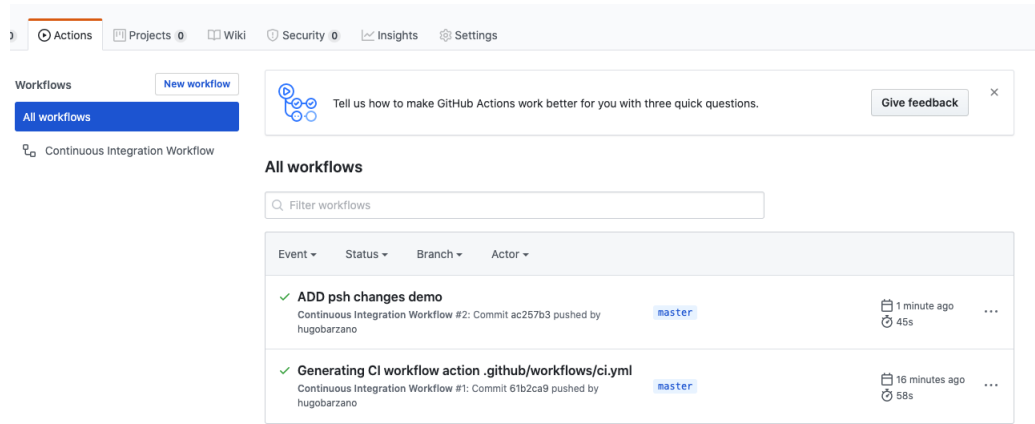 Actions Projects 0 Wiki Security 0 Insights Settings
Workflows New workflow
All workflows
Continuous Integration Workflow
Tell us how to make GitHub Actions work better for you with three quick questions. Give feedback
All workflows
Filter workflows
Event Status Branch Actor
ADD psh changes demo
Continuous Integration Workflow #2: Commit ac257b3 pushed by
hugobarzano
master
1 minute ago
45s
Generating CI workflow action .github/workflows/ci.yml
Continuous Integration Workflow #1: Commit 61b2ca9 pushed by
hugobarzano
master
16 minutes ago
58s